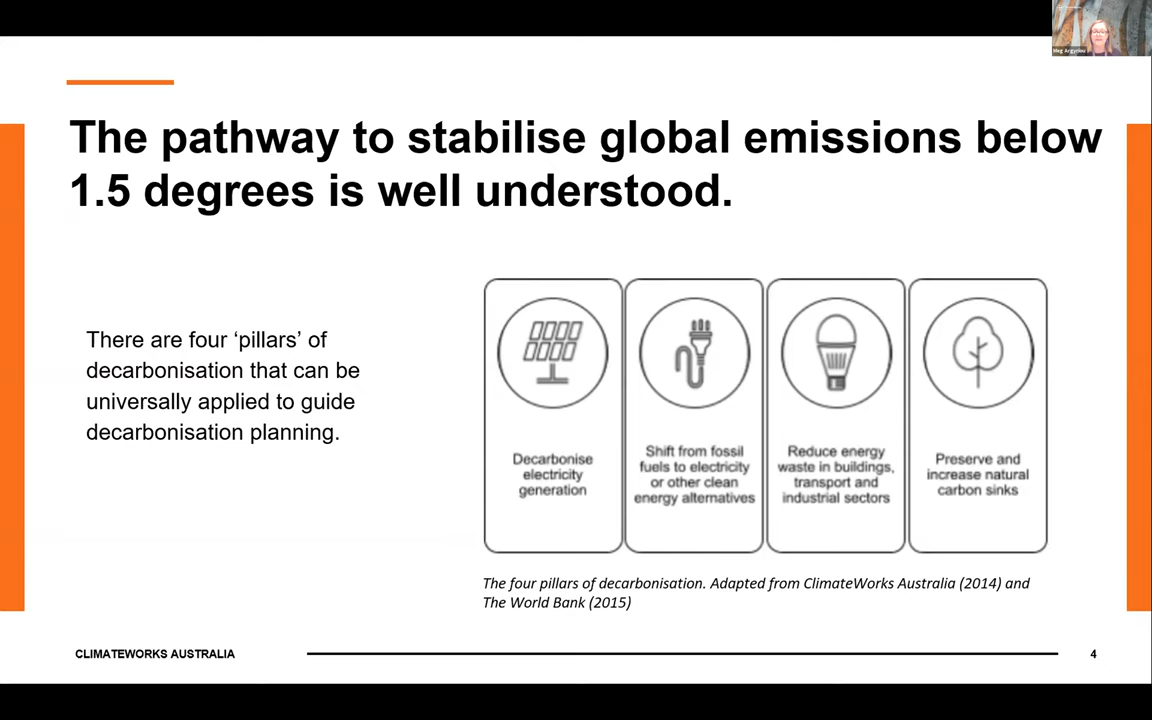 Meg Argyriou
The pathway to stabilise global emissions below
1.5 degrees is well understood.
There are four ‘pillars’ of
decarbonisation that can be
universally applied to guide
decarbonisation planning.
Decarbonise
electricity
generation
Shift from fossil
fuels to electricity
or other clean
energy alternatives
Reduce energy
waste in buildings,
transport and
industrial sectors
Preserve and
increase natural
carbon sinks
The four pillars of decarbonisation. Adapted from ClimateWorks Australia (2014) and
The World Bank (2015)
CLIMATEWORKS AUSTRALIA
4